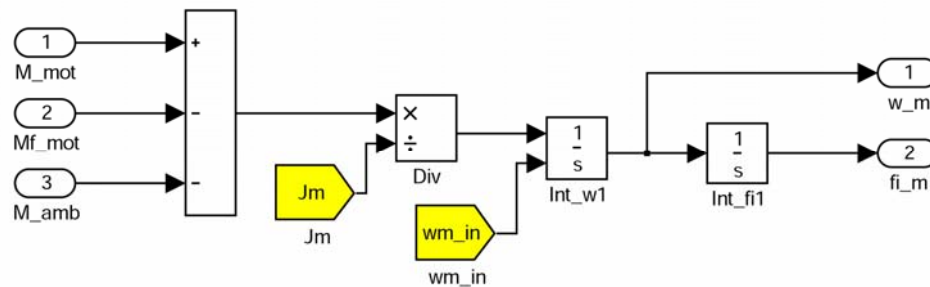 1
M_mot
2
Mf_mot
3
M_amb
+
−
−
Jm
Jm
×
÷
Div
wm_in
wm_in
1
s
Int_w1
1
s
Int_fi1
1
w_m
2
fi_m